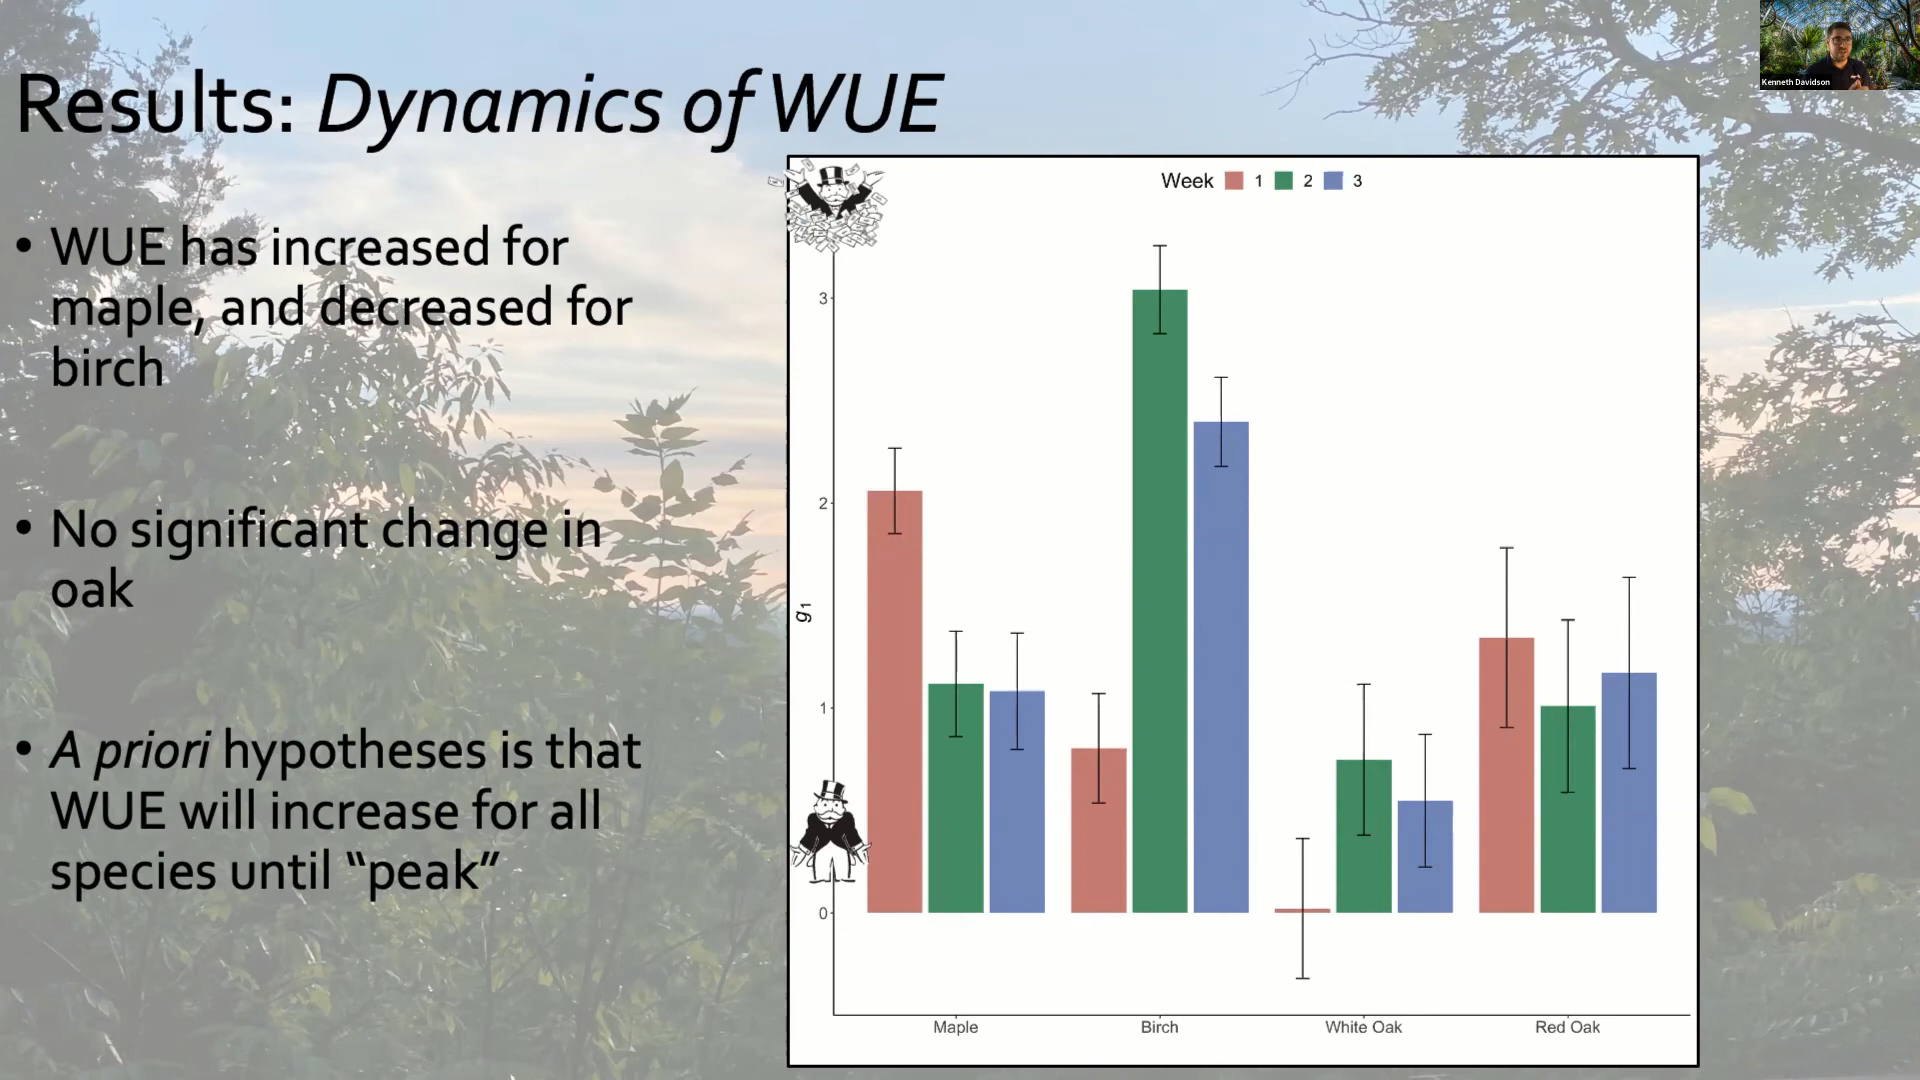 Kenneth Davidson
Results: Dynamics of WUE
• WUE has increased for
maple, and decreased for
birch
• No significant change in
oak
• A priori hypotheses is that
WUE will increase for all
species until “peak”
Week 1 2 3
3
2
1
0
g1
Maple Birch White Oak Red Oak